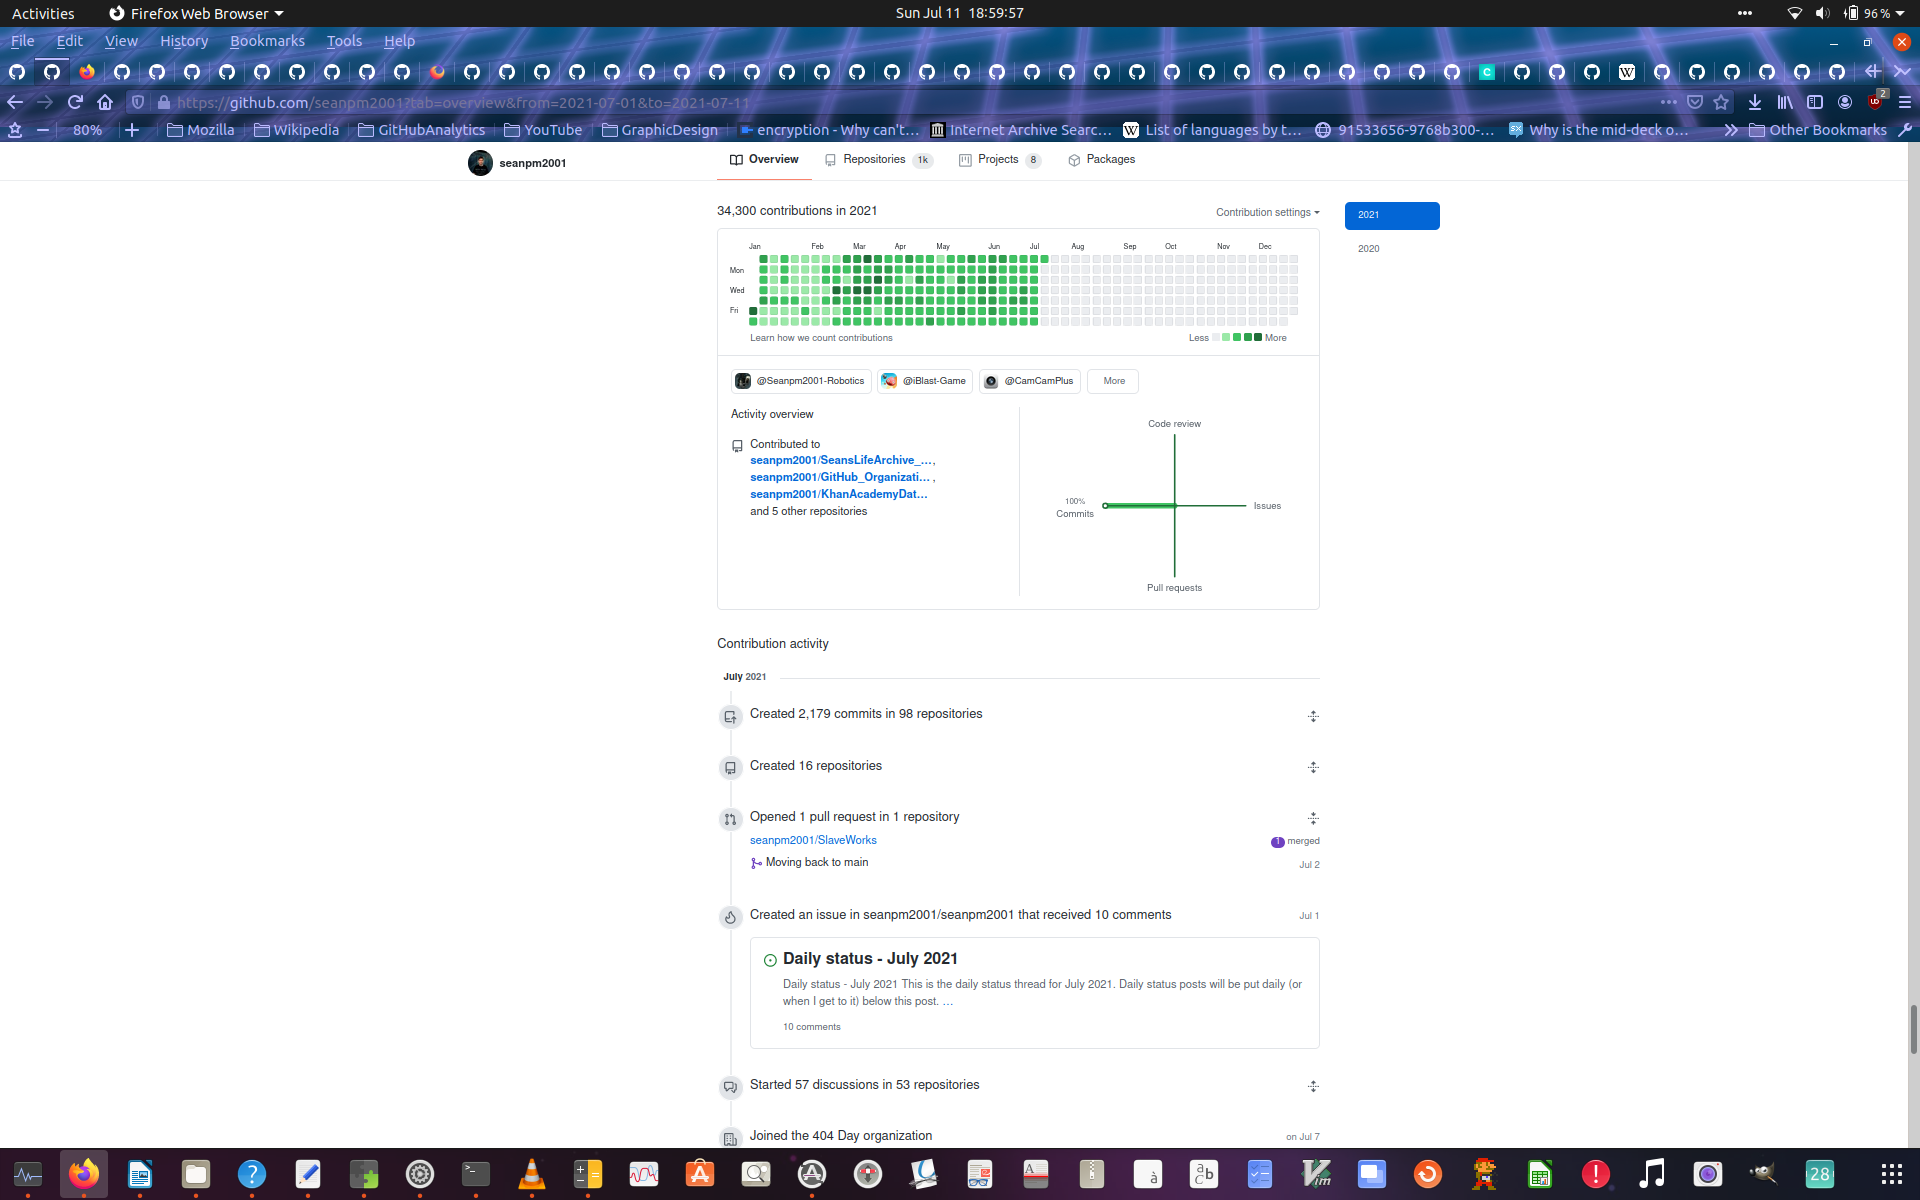 Activities
Firefox Web Browser
Sun Jul 11 18:59:57
96 %
File Edit View History Bookmarks Tools Help
https://github.com/seanpm2001?tab=overview&from=2021-07-01&to=2021-07-11
2
80%
Mozilla
Wikipedia
GitHubAnalytics
YouTube
GraphicDesign
encryption - Why can't…
Internet Archive Searc…
List of languages by t…
91533656-9768b300-…
Why is the mid-deck o…
Other Bookmarks
seanpm2001
Overview
Repositories 1k
Projects 8
Packages
34,300 contributions in 2021
Contribution settings
2021
2020
Jan Feb Mar Apr May Jun Jul Aug Sep Oct Nov Dec
Mon
Wed
Fri
Learn how we count contributions
Less
More
@Seanpm2001-Robotics
@iBlast-Game
@CamCamPlus
More
Activity overview
Contributed to
seanpm2001/SeansLifeArchive_…,
seanpm2001/GitHub_Organizati… ,
seanpm2001/KhanAcademyDat…
and 5 other repositories
Code review
100%
Commits
Issues
Pull requests
Contribution activity
July 2021
Created 2,179 commits in 98 repositories
Created 16 repositories
Opened 1 pull request in 1 repository
seanpm2001/SlaveWorks
1 merged
Moving back to main
Jul 2
Created an issue in seanpm2001/seanpm2001 that received 10 comments
Jul 1
Daily status - July 2021
Daily status - July 2021 This is the daily status thread for July 2021. Daily status posts will be put daily (or
when I get to it) below this post. …
10 comments
Started 57 discussions in 53 repositories
Joined the 404 Day organization
on Jul 7
28